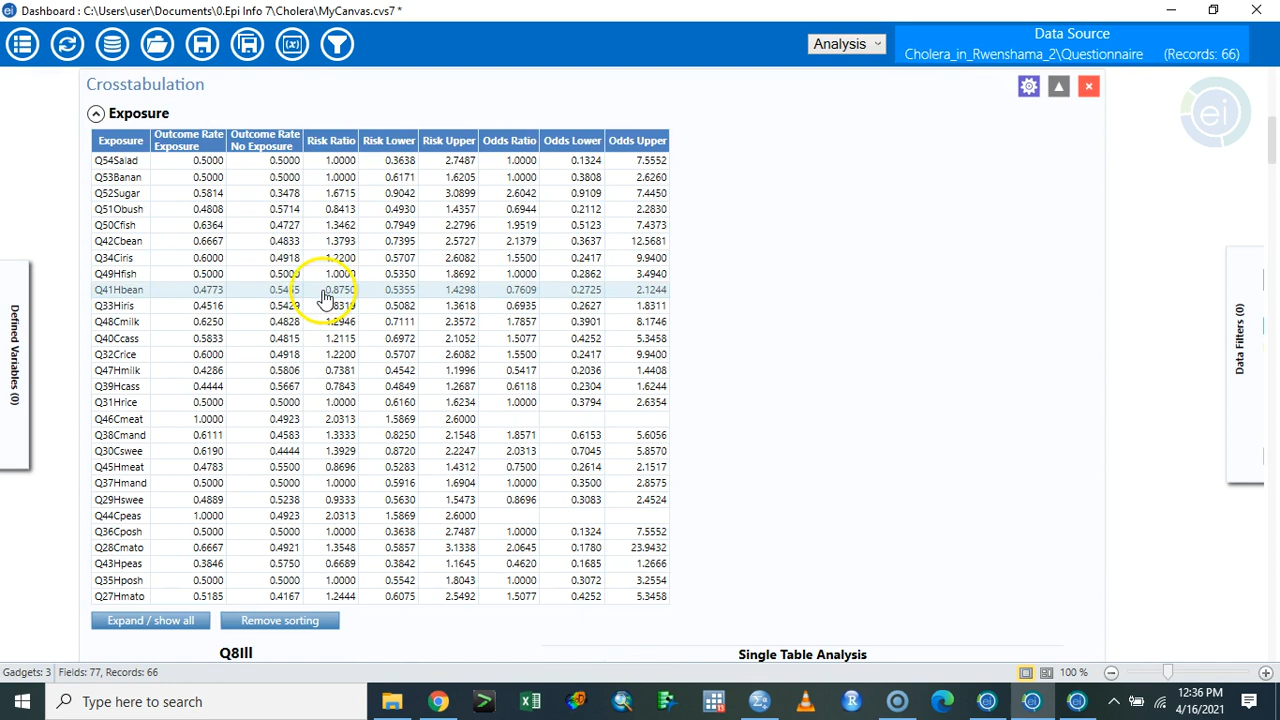 Dashboard : C:\Users\user\Documents\0.Epi Info 7\Cholera\MyCanvas.cvs7 *
Analysis
Data Source
Cholera_in_Rwenshama_2\Questionnaire (Records: 66)
Crosstabulation
ei
Exposure
Exposure Outcome Rate Exposure Outcome Rate No Exposure Risk Ratio Risk Lower Risk Upper Odds Ratio Odds Lower Odds Upper
Q54Salad 0.5000 0.5000 1.0000 0.3638 2.7487 1.0000 0.1324 7.5552
Q53Banan 0.5000 0.5000 1.0000 0.6171 1.6205 1.0000 0.3808 2.6260
Q52Sugar 0.5814 0.3478 1.6715 0.9042 3.0899 2.6042 0.9109 7.4450
Q51Obush 0.4808 0.5714 0.8413 0.4930 1.4357 0.6944 0.2112 2.2830
Q50Cfish 0.6364 0.4727 1.3462 0.7949 2.2796 1.9519 0.5123 7.4373
Q42Cbean 0.6667 0.4833 1.3793 0.7395 2.5727 2.1379 0.3637 12.5681
Q34Ciris 0.6000 0.4918 1.2200 0.5707 2.6082 1.5500 0.2417 9.9400
Q49Hfish 0.5000 0.5000 1.0000 0.5350 1.8692 1.0000 0.2862 3.4940
Q41Hbean 0.4773 0.5455 0.8750 0.5355 1.4298 0.7609 0.2725 2.1244
Q33Hiris 0.4516 0.5429 0.8319 0.5082 1.3618 0.6935 0.2627 1.8311
Q48Cmilk 0.6250 0.4828 1.2946 0.7111 2.3572 1.7857 0.3901 8.1746
Q40Ccass 0.5833 0.4815 1.2115 0.6972 2.1052 1.5077 0.4252 5.3458
Q32Crice 0.6000 0.4918 1.2200 0.5707 2.6082 1.5500 0.2417 9.9400
Q47Hmilk 0.4286 0.5806 0.7381 0.4542 1.1996 0.5417 0.2036 1.4408
Q39Hcass 0.4444 0.5667 0.7843 0.4849 1.2687 0.6118 0.2304 1.6244
Q31Hrice 0.5000 0.5000 1.0000 0.6160 1.6234 1.0000 0.3794 2.6354
Q46Cmeat 1.0000 0.4923 2.0313 1.5869 2.6000
Q38Cmand 0.6111 0.4583 1.3333 0.8250 2.1548 1.8571 0.6153 5.6056
Q30Cswee 0.6190 0.4444 1.3929 0.8720 2.2247 2.0313 0.7045 5.8570
Q45Hmeat 0.4783 0.5500 0.8696 0.5283 1.4312 0.7500 0.2614 2.1517
Q37Hmand 0.5000 0.5000 1.0000 0.5916 1.6904 1.0000 0.3500 2.8575
Q29Hswee 0.4889 0.5238 0.9333 0.5630 1.5473 0.8696 0.3083 2.4524
Q44Cpeas 1.0000 0.4923 2.0313 1.5869 2.6000
Q36Cposh 0.5000 0.5000 1.0000 0.3638 2.7487 1.0000 0.1324 7.5552
Q28Cmato 0.6667 0.4921 1.3548 0.5857 3.1338 2.0645 0.1780 23.9432
Q43Hpeas 0.3846 0.5750 0.6689 0.3842 1.1645 0.4620 0.1685 1.2666
Q35Hposh 0.5000 0.5000 1.0000 0.5542 1.8043 1.0000 0.3072 3.2554
Q27Hmato 0.5185 0.4167 1.2444 0.6075 2.5492 1.5077 0.4252 5.3458
Expand / show all Remove sorting
Q8Ill
Single Table Analysis
Defined Variables (0)
Data Filters (0)
Gadgets: 3 Fields: 77, Records: 66
100 %
Type here to search
12:36 PM
4/16/2021